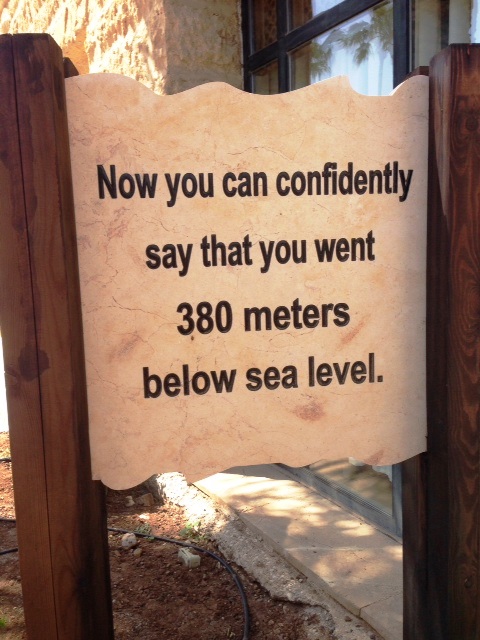 Now you can confidently
say that you went
380 meters
below sea level.